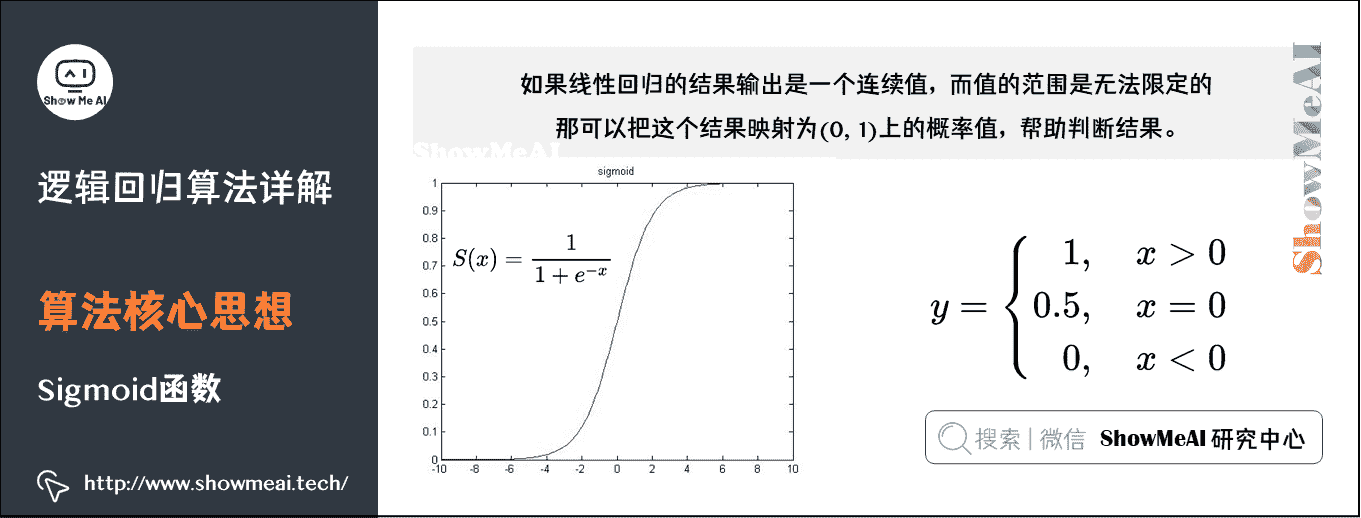 Show Me AI
逻辑回归算法详解
算法核心思想
Sigmoid函数
http://www.showmeai.tech/
如果线性回归的结果输出是一个连续值，而值的范围是无法限定的
那可以把这个结果映射为(0, 1)上的概率值，帮助判断结果。
ShowMeAI
sigmoid
1
0.9
0.8
0.7
0.6
0.5
0.4
0.3
0.2
0.1
0
-10 -8 -6 -4 -2 0 2 4 6 8 10
S(x) = 1 / (1 + e^{-x})
y = { 1, x > 0
0.5, x = 0
0, x < 0
搜索 | 微信 ShowMeAI 研究中心
ShowMeAI